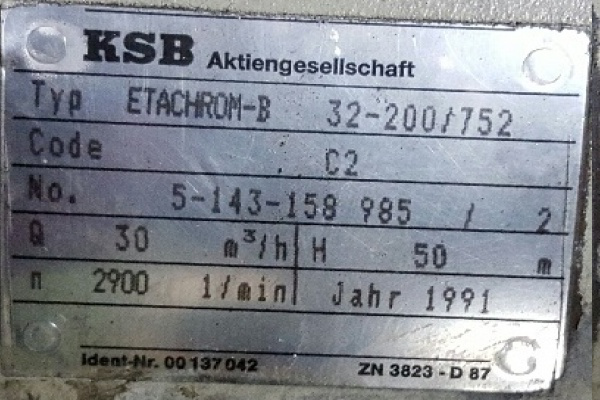 KSB Aktiengesellschaft
Typ ETACHROM-B 32-200/752
Code C2
No. 5-143-158 985 / 2
Q 30 m³/h H 50 m
n 2900 1/min Jahr 1991
Ident-Nr. 00 137 042 ZN 3823 - D 87